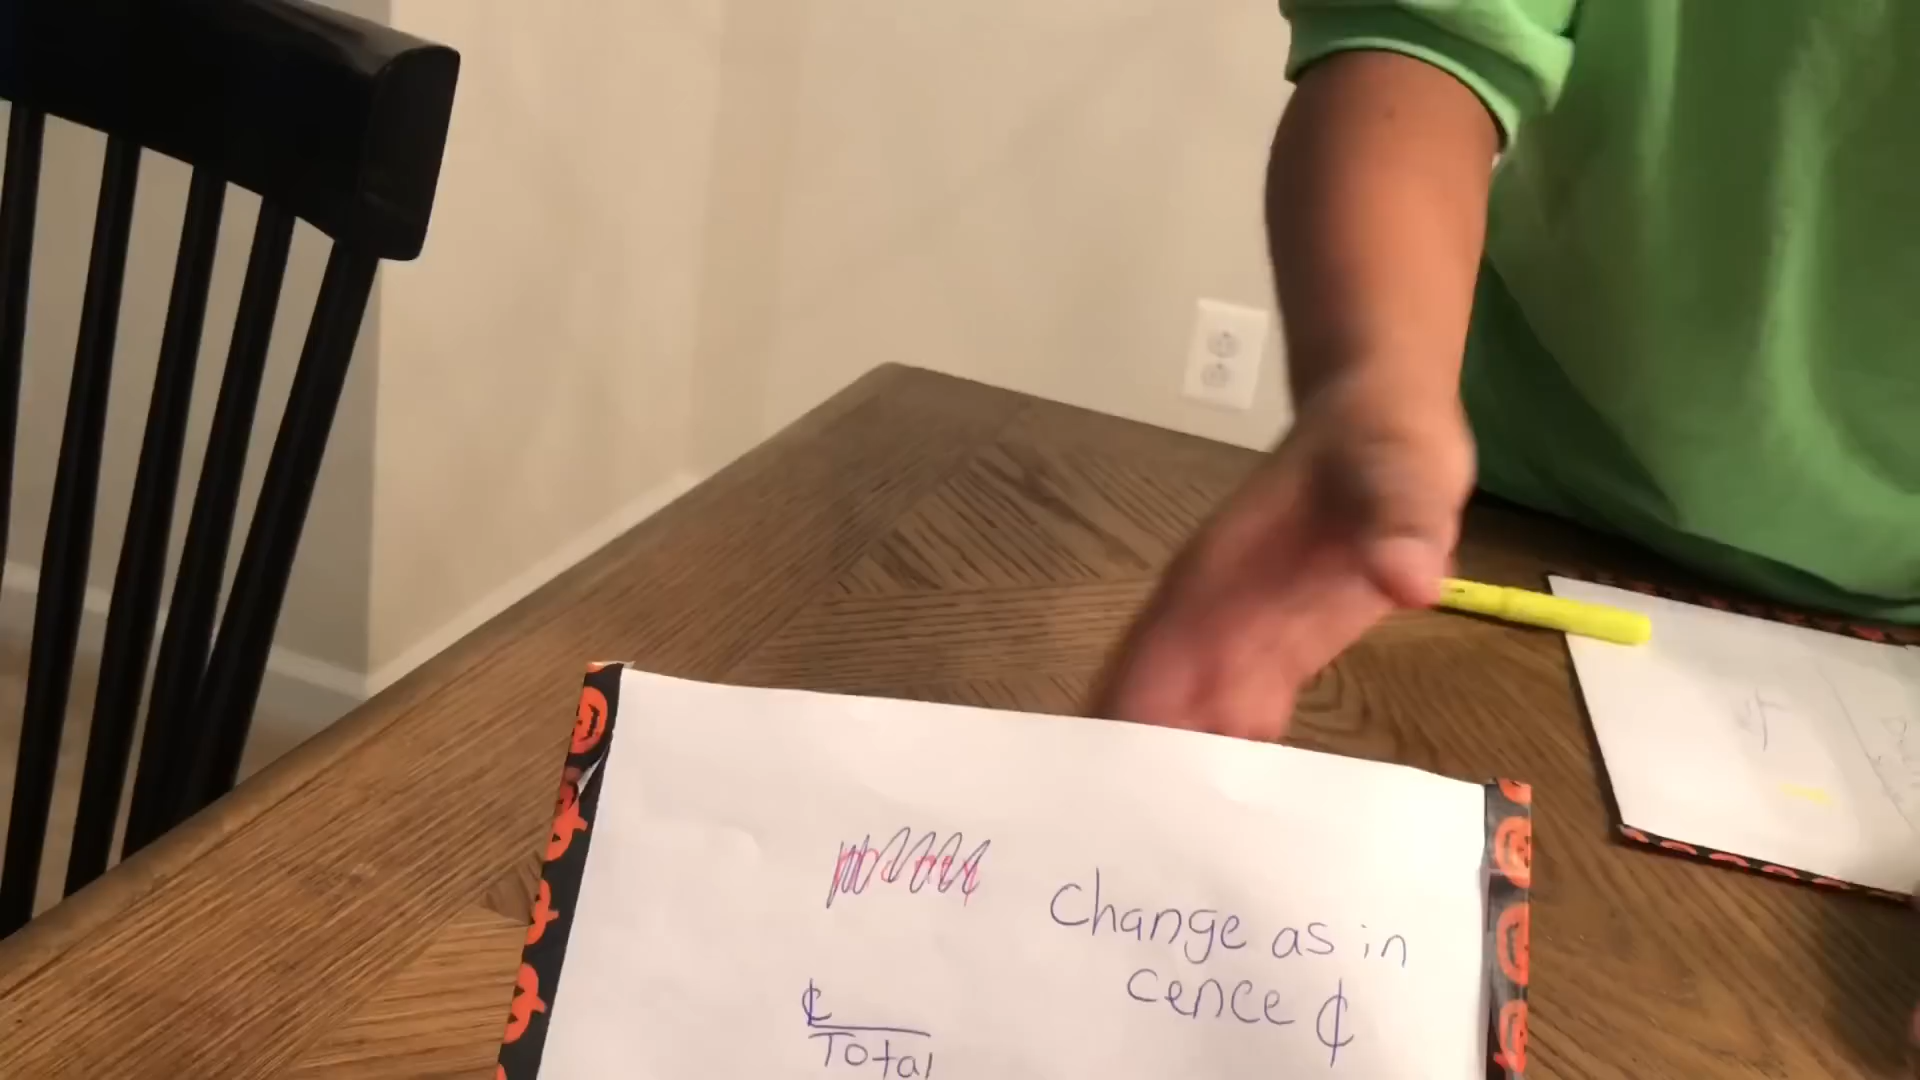 Change as in
cence ¢
¢
Total